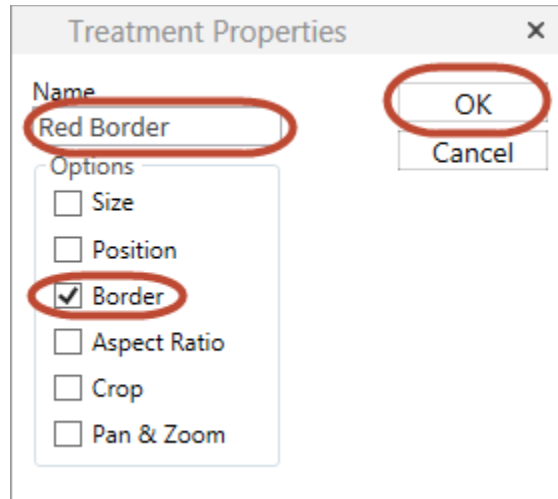 Treatment Properties
Name
Red Border
OK
Cancel
Options
Size
Position
Border
Aspect Ratio
Crop
Pan & Zoom